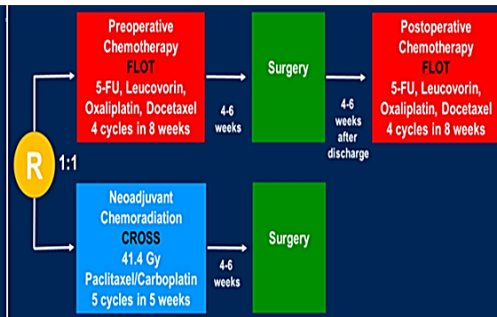 Preoperative
Chemotherapy
FLOT
5-FU, Leucovorin,
Oxaliplatin, Docetaxel
4 cycles in 8 weeks
4-6
weeks
Surgery
4-6
weeks
after
discharge
Postoperative
Chemotherapy
FLOT
5-FU, Leucovorin,
Oxaliplatin, Docetaxel
4 cycles in 8 weeks
R 1:1
Neoadjuvant
Chemoradiation
CROSS
41.4 Gy
Paclitaxel/Carboplatin
5 cycles in 5 weeks
4-6
weeks
Surgery